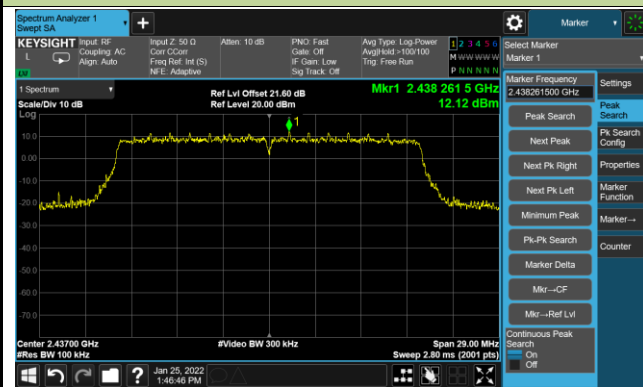 Spectrum Analyzer 1
Swept SA
+
Marker
KEYSIGHT
L
LXI
Input: RF
Coupling: AC
Align: Auto
Input Z: 50 Ω
Corr CCorr
Freq Ref: Int (S)
NFE: Adaptive
Atten: 10 dB
PNO: Fast
Gate: Off
IF Gain: Low
Sig Track: Off
Avg Type: Log-Power
Avg|Hold >100/100
Trig: Free Run
1 2 3 4 5 6
M W W W W W
P N N N N N
Select Marker
Marker 1
1 Spectrum
Scale/Div 10 dB
Log
Ref Lvl Offset 21.60 dB
Ref Level 20.00 dBm
Mkr1 2.438 261 5 GHz
12.12 dBm
1
10.0
0.00
-10.0
-20.0
-30.0
-40.0
-50.0
-60.0
-70.0
Center 2.43700 GHz
#Res BW 100 kHz
#Video BW 300 kHz
Span 29.00 MHz
Sweep 2.80 ms (2001 pts)
Marker Frequency
2.438261500 GHz
Peak Search
Next Peak
Next Pk Right
Next Pk Left
Minimum Peak
Pk-Pk Search
Marker Delta
Mkr→CF
Mkr→Ref Lvl
Continuous Peak
Search
On
Off
Settings
Peak
Search
Pk Search
Config
Properties
Marker
Function
Marker→
Counter
?
Jan 25, 2022
1:46:46 PM